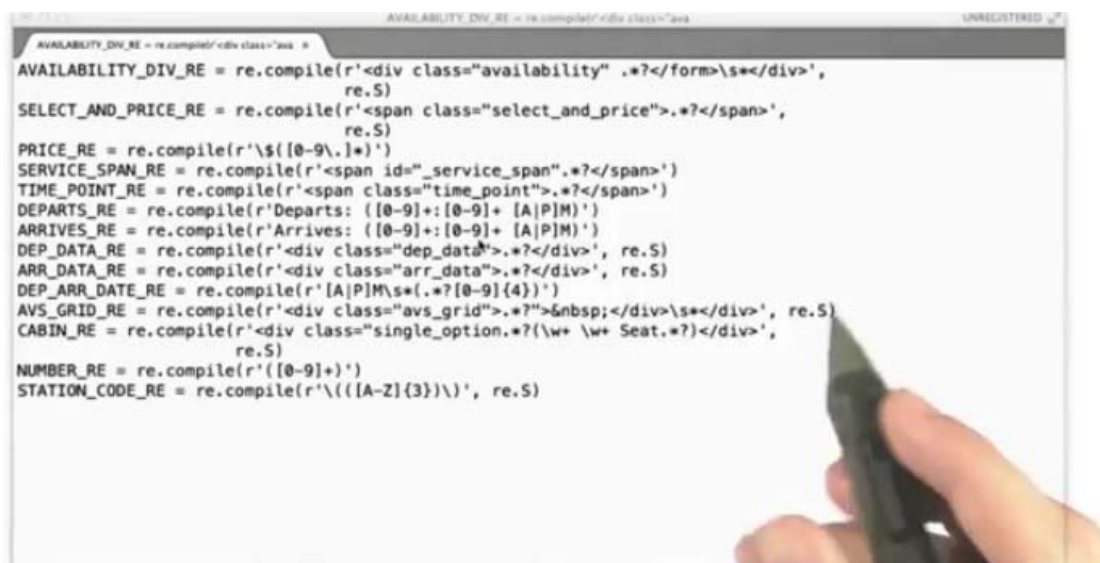 AVAILABILITY_DIV_RE = re.compile(r'<div class="ava
UNREGISTERED
AVAILABILITY_DIV_RE = re.compile(r'<div class="ava ×
AVAILABILITY_DIV_RE = re.compile(r'<div class="availability" .*?</form>\s*</div>',
re.S)
SELECT_AND_PRICE_RE = re.compile(r'<span class="select_and_price">.*?</span>',
re.S)
PRICE_RE = re.compile(r'\$([0-9\.]*)')
SERVICE_SPAN_RE = re.compile(r'<span id="_service_span".*?</span>')
TIME_POINT_RE = re.compile(r'<span class="time_point">.*?</span>')
DEPARTS_RE = re.compile(r'Departs: ([0-9]+:[0-9]+ [A|P]M)')
ARRIVES_RE = re.compile(r'Arrives: ([0-9]+:[0-9]+ [A|P]M)')
DEP_DATA_RE = re.compile(r'<div class="dep_data">.*?</div>', re.S)
ARR_DATA_RE = re.compile(r'<div class="arr_data">.*?</div>', re.S)
DEP_ARR_DATE_RE = re.compile(r'[A|P]M\s*(.*?[0-9]{4})')
AVS_GRID_RE = re.compile(r'<div class="avs_grid">.*?">&nbsp;</div>\s*</div>', re.S)
CABIN_RE = re.compile(r'<div class="single_option.*?(\w+ \w+ Seat.*?)</div>',
re.S)
NUMBER_RE = re.compile(r'([0-9]+)')
STATION_CODE_RE = re.compile(r'\(([A-Z]{3})\)', re.S)